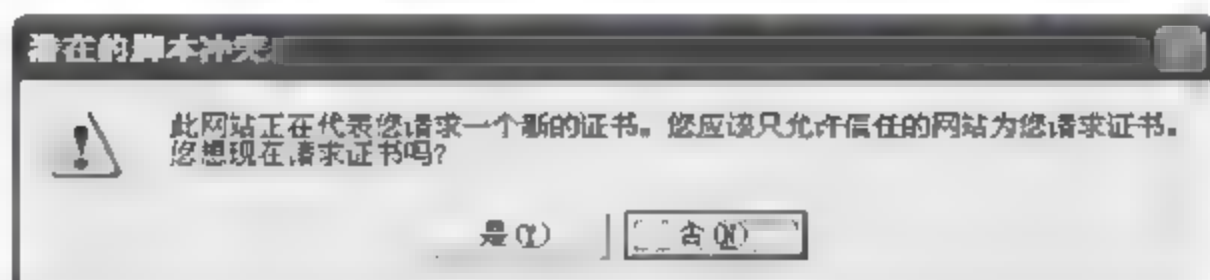 潜在的脚本冲突
此网站正在代表您请求一个新的证书。您应该只允许信任的网站为您请求证书。
您想现在请求证书吗?
是(Y)
否(N)